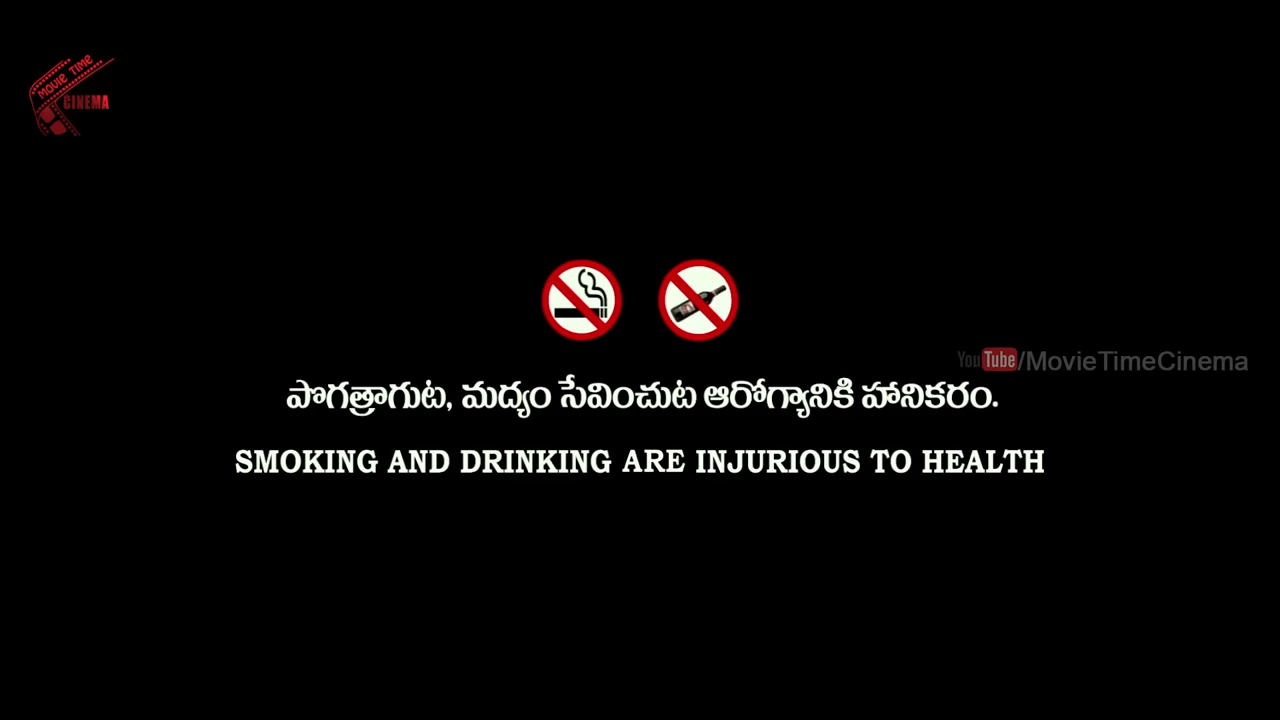 MOVIE TIME
CINEMA
YouTube/MovieTimeCinema
పొగత్రాగుట, మద్యం సేవించుట ఆరోగ్యానికి హానికరం.
SMOKING AND DRINKING ARE INJURIOUS TO HEALTH